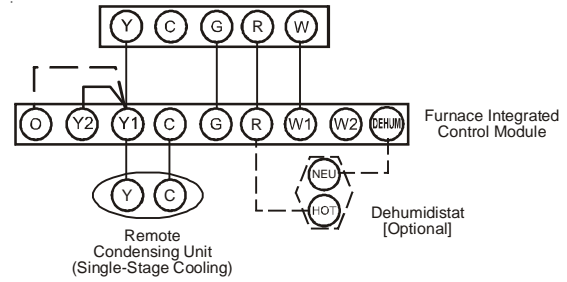 Y C G R W
O Y2 Y1 C G R W1 W2 DEHUM
Furnace Integrated
Control Module
Y C
NEU
HOT
Remote
Condensing Unit
(Single-Stage Cooling)
Dehumidistat
[Optional]